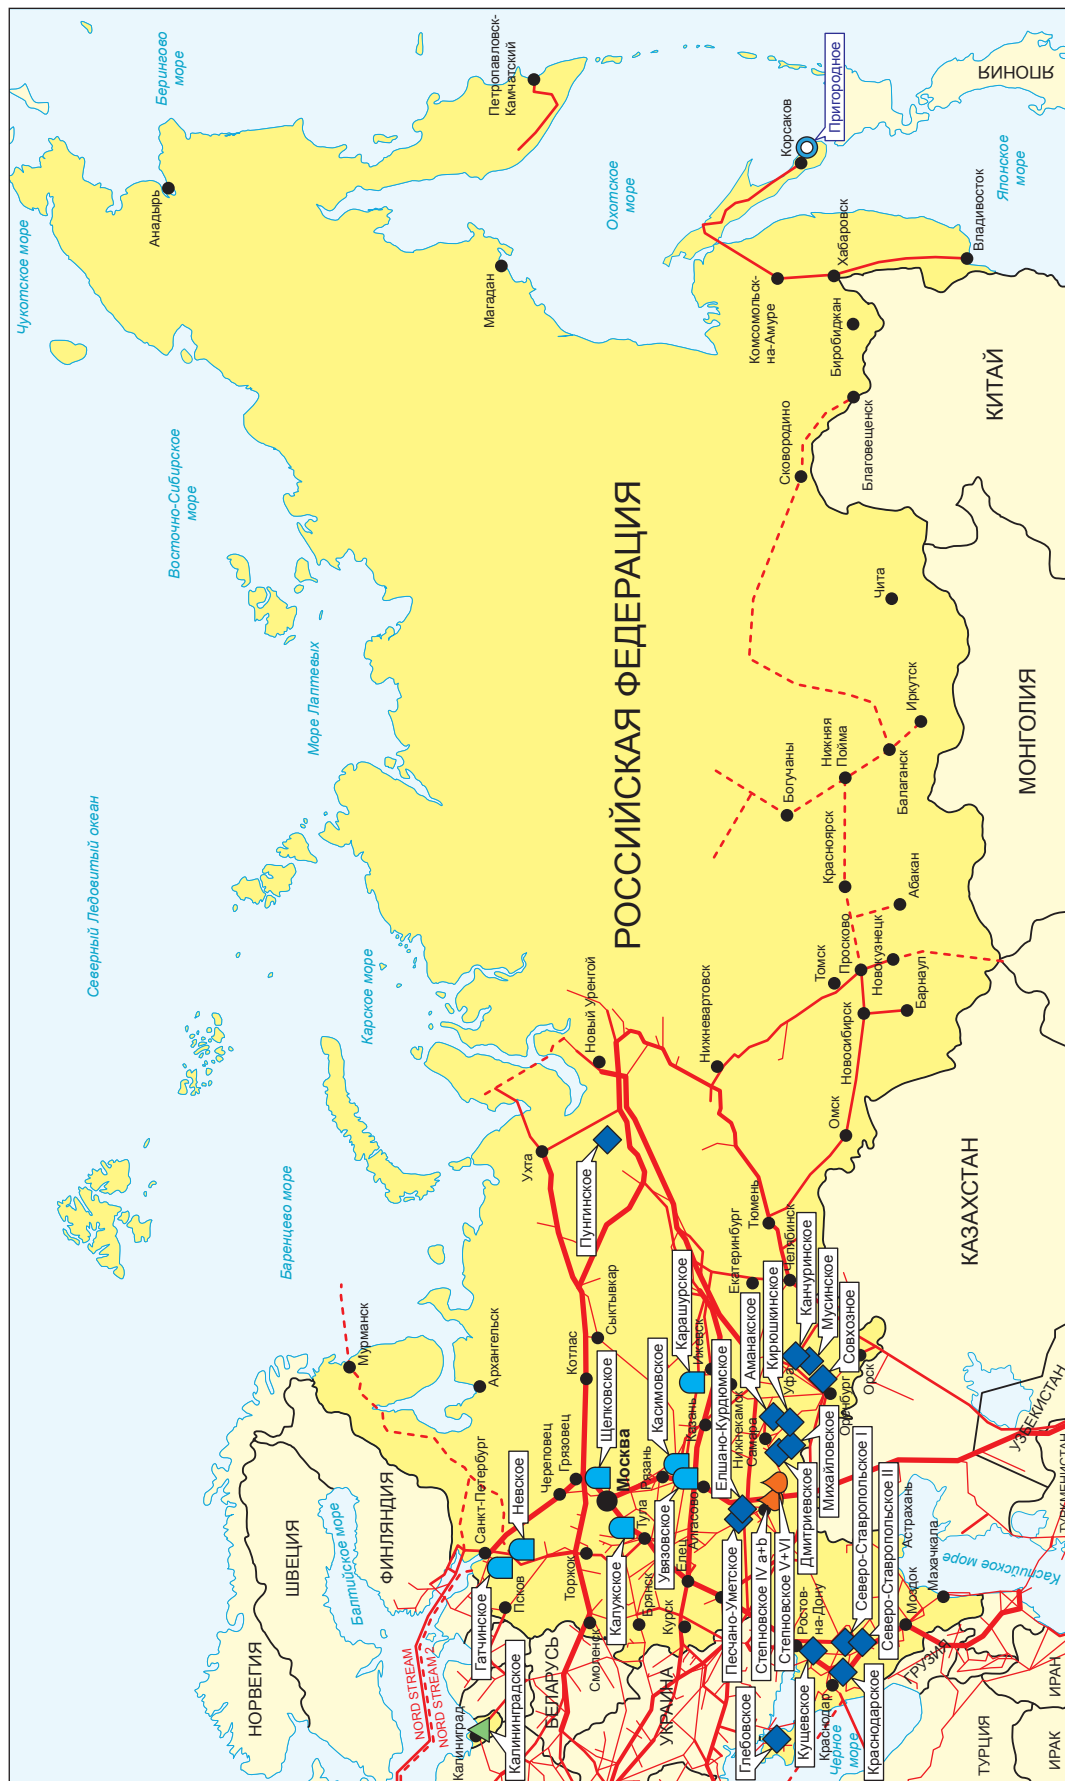 Чукотское море
Берингово
море
Анадырь
Петропавловск-
Камчатский
Восточно-Сибирское
море
Море Лаптевых
Северный Ледовитый океан
Карское море
Баренцево море
Магадан
Охотское
море
Корсаков
Пригородное
ЯПОНИЯ
Японское
море
Владивосток
Хабаровск
Комсомольск-
на-Амуре
Биробиджан
Благовещенск
Сковородино
КИТАЙ
РОССИЙСКАЯ ФЕДЕРАЦИЯ
Чита
Иркутск
Балаганск
Нижняя
Пойма
Богучаны
Красноярск
Абакан
МОНГОЛИЯ
Томск
Просково
Новокузнецк
Барнаул
Новосибирск
Омск
Нижневартовск
Новый Уренгой
Ухта
Пунгинское
Тюмень
Челябинск
Екатеринбург
КАЗАХСТАН
Мурманск
Архангельск
Сыктывкар
Котлас
Карашурское
Ижевск
Касимовское
Казань
Нижнекамск
Щелковское
Москва
Грязовец
Череповец
Рязань
Невское
Санкт-Петербург
Гатчинское
Псков
Торжок
Смоленск
Калужское
Тула
Увязовское
Алгасово
Елец
Брянск
Курск
Елшано-Курдюмское
Песчано-Уметское
Аманакское
Кирюшкинское
Канчуринское
Мусинское
Совхозное
Уфа
Оренбург
Орск
Самара
Михайловское
Дмитриевское
Степновское IV a+b
Степновское V+VI
Северо-Ставропольское I
Северо-Ставропольское II
Ростов-
на-Дону
Астрахань
Махачкала
Моздок
Каспийское море
УЗБЕКИСТАН
ТУРКМЕНИСТАН
Глебовское
Кущевское
Краснодар
Краснодарское
Черное
море
ГРУЗИЯ
ТУРЦИЯ
ИРАК
ИРАН
УКРАИНА
БЕЛАРУСЬ
Калининград
Калининградское
NORD STREAM
NORD STREAM 2
НОРВЕГИЯ
ШВЕЦИЯ
Балтийское море
ФИНЛЯНДИЯ